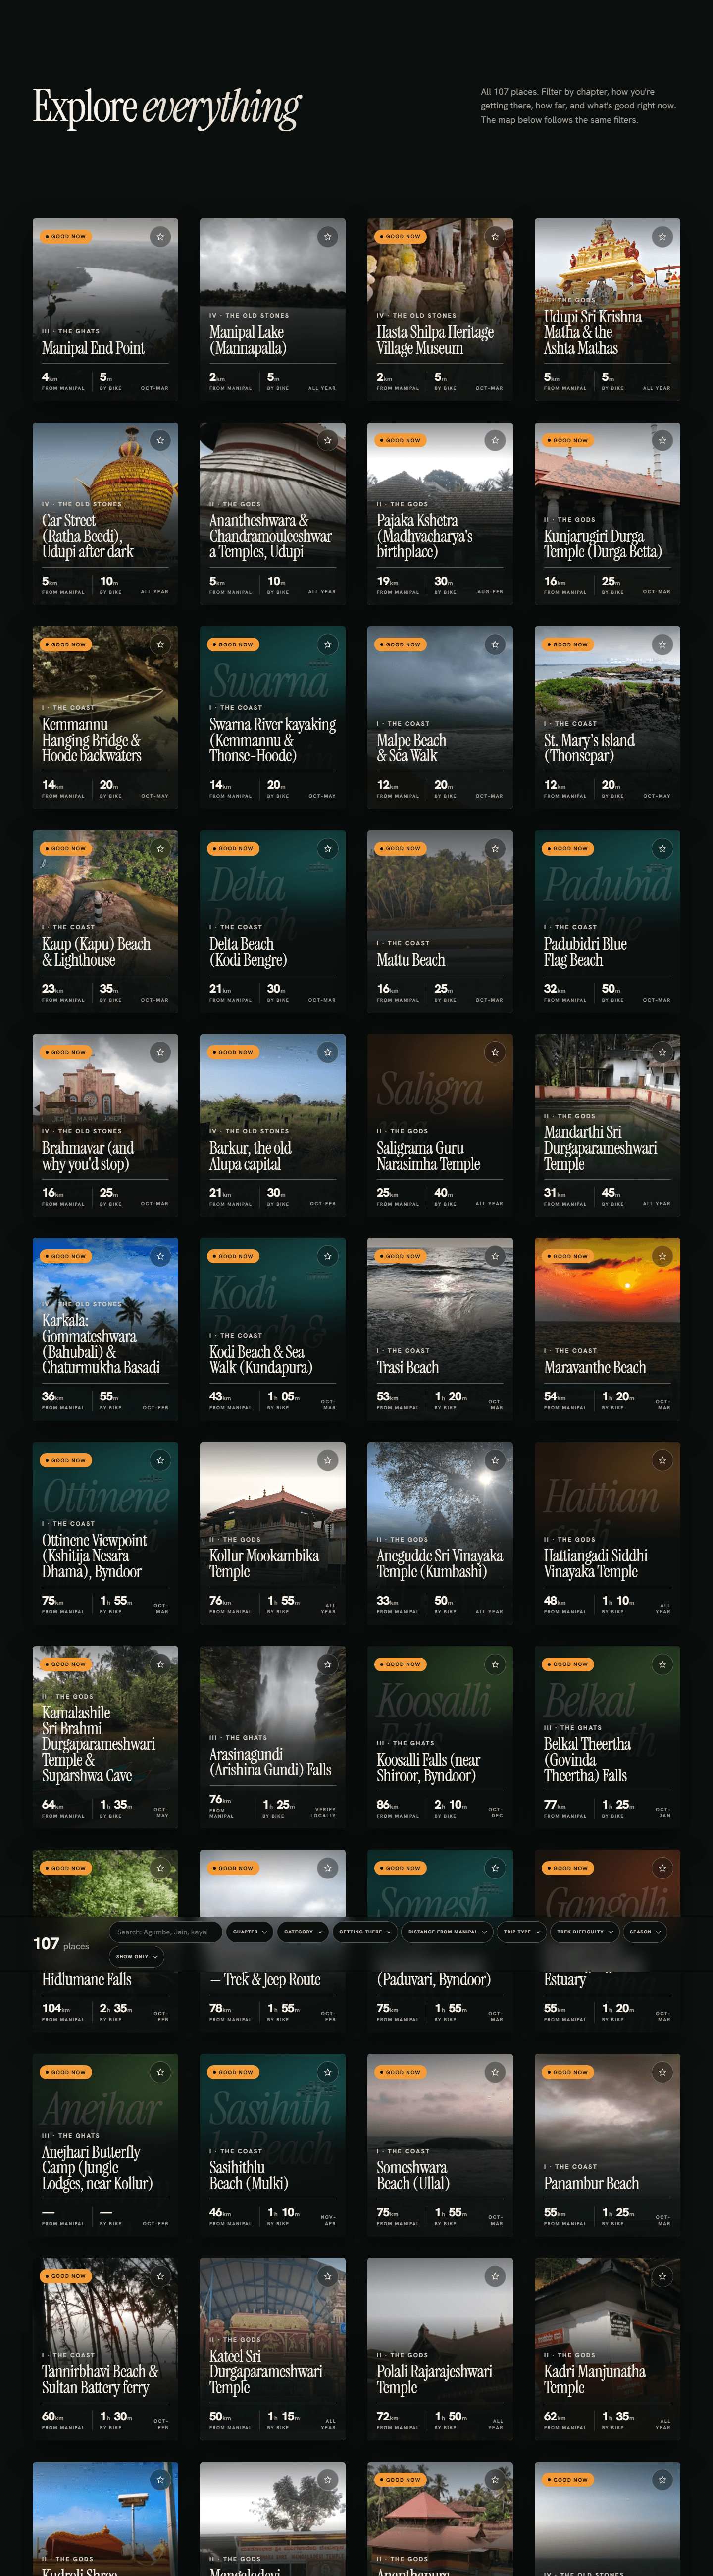 Explore everything
All 107 places. Filter by chapter, how you're
getting there, how far, and what's good right now.
The map below follows the same filters.
GOOD NOW
III · THE GHATS
Manipal End Point
4km
FROM MANIPAL
5m
BY BIKE
OCT-MAR
IV · THE OLD STONES
Manipal Lake
(Mannapalla)
2km
FROM MANIPAL
5m
BY BIKE
ALL YEAR
GOOD NOW
IV · THE OLD STONES
Hasta Shilpa Heritage
Village Museum
2km
FROM MANIPAL
5m
BY BIKE
OCT-MAR
II · THE GODS
Udupi Sri Krishna
Matha & the
Ashta Mathas
5km
FROM MANIPAL
5m
BY BIKE
ALL YEAR
IV · THE OLD STONES
Car Street
(Ratha Beedi),
Udupi after dark
5km
FROM MANIPAL
10m
BY BIKE
ALL YEAR
II · THE GODS
Anantheshwara &
Chandramouleeshwar
a Temples, Udupi
5km
FROM MANIPAL
10m
BY BIKE
ALL YEAR
GOOD NOW
II · THE GODS
Pajaka Kshetra
(Madhvacharya's
birthplace)
19km
FROM MANIPAL
30m
BY BIKE
AUG-FEB
GOOD NOW
II · THE GODS
Kunjarugiri Durga
Temple (Durga Betta)
16km
FROM MANIPAL
25m
BY BIKE
OCT-MAR
GOOD NOW
I · THE COAST
Kemmannu
Hanging Bridge &
Hoode backwaters
14km
FROM MANIPAL
20m
BY BIKE
OCT-MAY
GOOD NOW
Swarna
I · THE COAST
Swarna River kayaking
(Kemmannu &
Thonse-Hoode)
14km
FROM MANIPAL
20m
BY BIKE
OCT-MAY
GOOD NOW
I · THE COAST
Malpe Beach
& Sea Walk
12km
FROM MANIPAL
20m
BY BIKE
OCT-MAR
GOOD NOW
I · THE COAST
St. Mary's Island
(Thonsepar)
12km
FROM MANIPAL
20m
BY BIKE
OCT-MAY
GOOD NOW
I · THE COAST
Kaup (Kapu) Beach
& Lighthouse
23km
FROM MANIPAL
35m
BY BIKE
OCT-MAR
GOOD NOW
Delta
Beach
I · THE COAST
Delta Beach
(Kodi Bengre)
21km
FROM MANIPAL
30m
BY BIKE
OCT-MAR
GOOD NOW
I · THE COAST
Mattu Beach
16km
FROM MANIPAL
25m
BY BIKE
OCT-MAR
GOOD NOW
Padubid
ri Blue
I · THE COAST
Padubidri Blue
Flag Beach
32km
FROM MANIPAL
50m
BY BIKE
OCT-MAR
GOOD NOW
JESUS MARY JOSEPH
IV · THE OLD STONES
Brahmavar (and
why you'd stop)
16km
FROM MANIPAL
25m
BY BIKE
OCT-MAR
GOOD NOW
IV · THE OLD STONES
Barkur, the old
Alupa capital
21km
FROM MANIPAL
30m
BY BIKE
OCT-FEB
Saligra
II · THE GODS
Saligrama Guru
Narasimha Temple
25km
FROM MANIPAL
40m
BY BIKE
ALL YEAR
II · THE GODS
Mandarthi Sri
Durgaparameshwari
Temple
31km
FROM MANIPAL
45m
BY BIKE
ALL YEAR
GOOD NOW
IV · THE OLD STONES
Karkala:
Gommateshwara
(Bahubali) &
Chaturmukha Basadi
36km
FROM MANIPAL
55m
BY BIKE
OCT-FEB
GOOD NOW
Kodi
Beach &
I · THE COAST
Kodi Beach & Sea
Walk (Kundapura)
43km
FROM MANIPAL
1h 05m
BY BIKE
OCT-
MAR
GOOD NOW
I · THE COAST
Trasi Beach
53km
FROM MANIPAL
1h 20m
BY BIKE
OCT-
MAR
GOOD NOW
I · THE COAST
Maravanthe Beach
54km
FROM MANIPAL
1h 20m
BY BIKE
OCT-
MAR
GOOD NOW
Ottinene
I · THE COAST
Ottinene Viewpoint
(Kshitija Nesara
Dhama), Byndoor
75km
FROM MANIPAL
1h 55m
BY BIKE
OCT-
MAR
II · THE GODS
Kollur Mookambika
Temple
76km
FROM MANIPAL
1h 55m
BY BIKE
ALL
YEAR
II · THE GODS
Anegudde Sri Vinayaka
Temple (Kumbashi)
33km
FROM MANIPAL
50m
BY BIKE
ALL YEAR
Hattian
II · THE GODS
Hattiangadi Siddhi
Vinayaka Temple
48km
FROM MANIPAL
1h 10m
BY BIKE
ALL
YEAR
GOOD NOW
II · THE GODS
Kamalashile
Sri Brahmi
Durgaparameshwari
Temple &
Suparshwa Cave
64km
FROM MANIPAL
1h 35m
BY BIKE
OCT-
MAY
III · THE GHATS
Arasinagundi
(Arishina Gundi) Falls
76km
FROM
MANIPAL
1h 25m
BY BIKE
VERIFY
LOCALLY
GOOD NOW
Koosalli
III · THE GHATS
Koosalli Falls (near
Shiroor, Byndoor)
86km
FROM MANIPAL
2h 10m
BY BIKE
OCT-
DEC
GOOD NOW
Belkal
Theerth
III · THE GHATS
Belkal Theertha
(Govinda
Theertha) Falls
77km
FROM MANIPAL
1h 25m
BY BIKE
OCT-
JAN
GOOD NOW
GOOD NOW
GOOD NOW
Somesh
GOOD NOW
Gangolli
107 places
Search: Agumbe, Jain, kayal
CHAPTER
CATEGORY
GETTING THERE
DISTANCE FROM MANIPAL
TRIP TYPE
TREK DIFFICULTY
SEASON
SHOW ONLY
Hidlumane Falls
104km
FROM MANIPAL
2h 35m
BY BIKE
OCT-
FEB
— Trek & Jeep Route
78km
FROM MANIPAL
1h 55m
BY BIKE
OCT-
FEB
(Paduvari, Byndoor)
75km
FROM MANIPAL
1h 55m
BY BIKE
OCT-
MAR
Estuary
55km
FROM MANIPAL
1h 20m
BY BIKE
OCT-
MAR
GOOD NOW
Anejhar
III · THE GHATS
Anejhari Butterfly
Camp (Jungle
Lodges, near Kollur)
—
FROM MANIPAL
—
BY BIKE
OCT-FEB
GOOD NOW
Sasihith
lu Beach
I · THE COAST
Sasihithlu
Beach (Mulki)
46km
FROM MANIPAL
1h 10m
BY BIKE
NOV-
APR
GOOD NOW
I · THE COAST
Someshwara
Beach (Ullal)
75km
FROM MANIPAL
1h 55m
BY BIKE
OCT-
MAR
GOOD NOW
I · THE COAST
Panambur Beach
55km
FROM MANIPAL
1h 25m
BY BIKE
OCT-
MAR
GOOD NOW
I · THE COAST
Tannirbhavi Beach &
Sultan Battery ferry
60km
FROM MANIPAL
1h 30m
BY BIKE
OCT-
FEB
II · THE GODS
Kateel Sri
Durgaparameshwari
Temple
50km
FROM MANIPAL
1h 15m
BY BIKE
ALL
YEAR
II · THE GODS
Polali Rajarajeshwari
Temple
72km
FROM MANIPAL
1h 50m
BY BIKE
ALL
YEAR
II · THE GODS
Kadri Manjunatha
Temple
62km
FROM MANIPAL
1h 35m
BY BIKE
ALL
YEAR
II · THE GODS
Kudroli Shree
II · THE GODS
Mangaladevi
GOOD NOW
II · THE GODS
Ananthapura
GOOD NOW
IV · THE OLD STONES